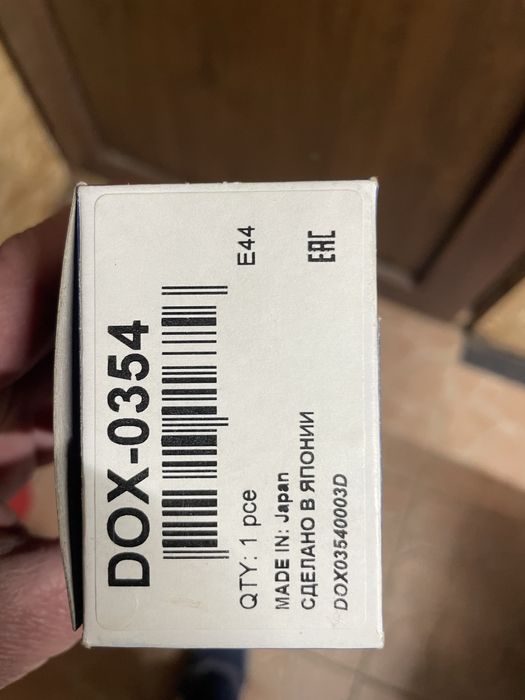 DOX-0354
E44
QTY: 1 pce
MADE IN: Japan
СДЕЛАНО В ЯПОНИИ
EAC
DOX03540003D